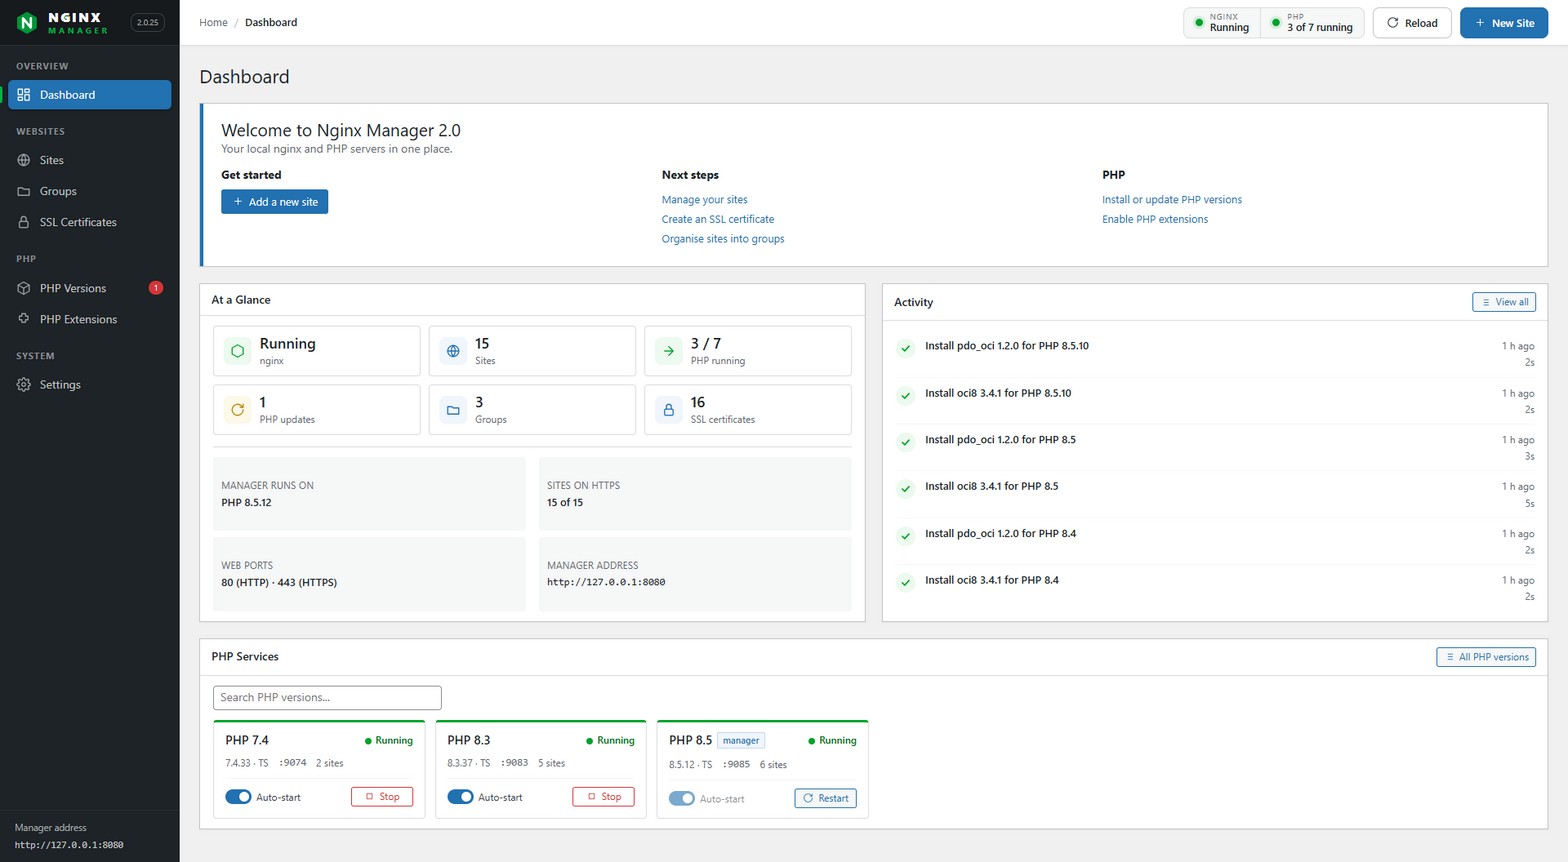 NGINX
MANAGER
2.0.25
OVERVIEW
Dashboard
WEBSITES
Sites
Groups
SSL Certificates
PHP
PHP Versions 1
PHP Extensions
SYSTEM
Settings
Manager address
http://127.0.0.1:8080
Home / Dashboard
NGINX
Running
PHP
3 of 7 running
Reload
+ New Site
Dashboard
Welcome to Nginx Manager 2.0
Your local nginx and PHP servers in one place.
Get started
+ Add a new site
Next steps
Manage your sites
Create an SSL certificate
Organise sites into groups
PHP
Install or update PHP versions
Enable PHP extensions
At a Glance
Running
nginx
15
Sites
3 / 7
PHP running
1
PHP updates
3
Groups
16
SSL certificates
MANAGER RUNS ON
PHP 8.5.12
SITES ON HTTPS
15 of 15
WEB PORTS
80 (HTTP) · 443 (HTTPS)
MANAGER ADDRESS
http://127.0.0.1:8080
Activity
View all
Install pdo_oci 1.2.0 for PHP 8.5.10 1 h ago
2s
Install oci8 3.4.1 for PHP 8.5.10 1 h ago
2s
Install pdo_oci 1.2.0 for PHP 8.5 1 h ago
3s
Install oci8 3.4.1 for PHP 8.5 1 h ago
5s
Install pdo_oci 1.2.0 for PHP 8.4 1 h ago
2s
Install oci8 3.4.1 for PHP 8.4 1 h ago
2s
PHP Services
All PHP versions
Search PHP versions...
PHP 7.4 Running
7.4.33 · TS :9074 2 sites
Auto-start Stop
PHP 8.3 Running
8.3.37 · TS :9083 5 sites
Auto-start Stop
PHP 8.5 manager Running
8.5.12 · TS :9085 6 sites
Auto-start Restart